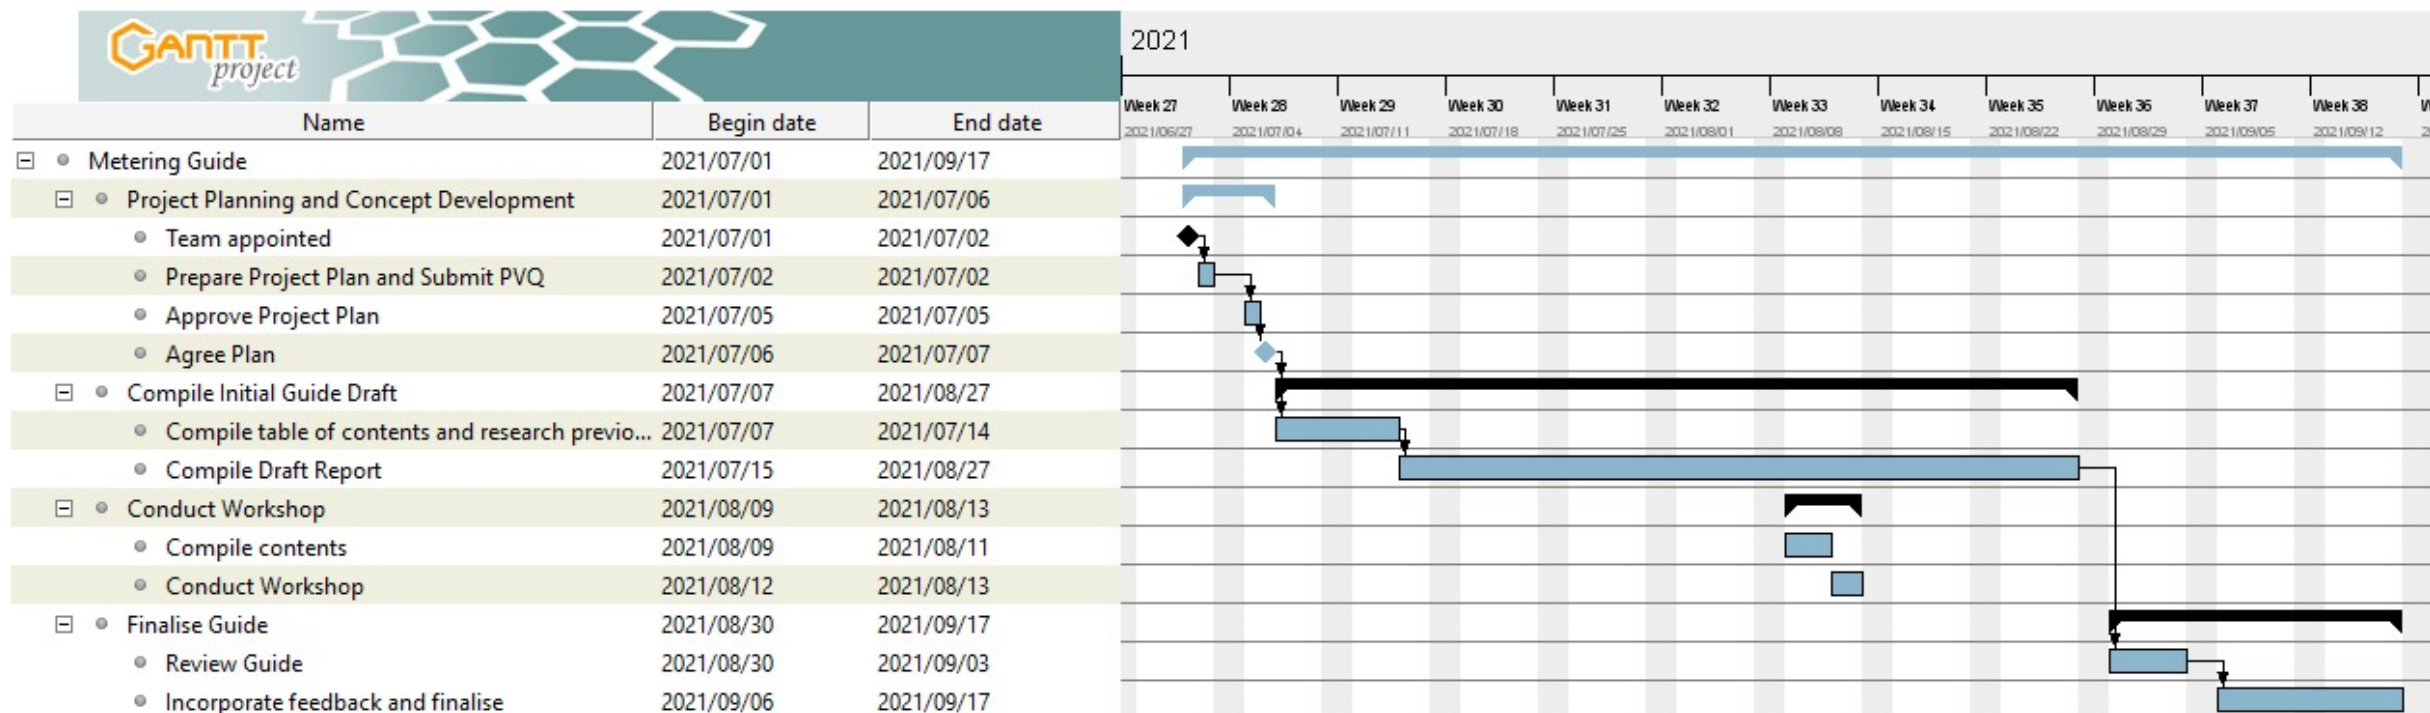 GANTT
project
2021
Week 27 Week 28 Week 29 Week 30 Week 31 Week 32 Week 33 Week 34 Week 35 Week 36 Week 37 Week 38
2021/06/27 2021/07/04 2021/07/11 2021/07/18 2021/07/25 2021/08/01 2021/08/08 2021/08/15 2021/08/22 2021/08/29 2021/09/05 2021/09/12
Name Begin date End date
Metering Guide 2021/07/01 2021/09/17
Project Planning and Concept Development 2021/07/01 2021/07/06
Team appointed 2021/07/01 2021/07/02
Prepare Project Plan and Submit PVQ 2021/07/02 2021/07/02
Approve Project Plan 2021/07/05 2021/07/05
Agree Plan 2021/07/06 2021/07/07
Compile Initial Guide Draft 2021/07/07 2021/08/27
Compile table of contents and research previo... 2021/07/07 2021/07/14
Compile Draft Report 2021/07/15 2021/08/27
Conduct Workshop 2021/08/09 2021/08/13
Compile contents 2021/08/09 2021/08/11
Conduct Workshop 2021/08/12 2021/08/13
Finalise Guide 2021/08/30 2021/09/17
Review Guide 2021/08/30 2021/09/03
Incorporate feedback and finalise 2021/09/06 2021/09/17